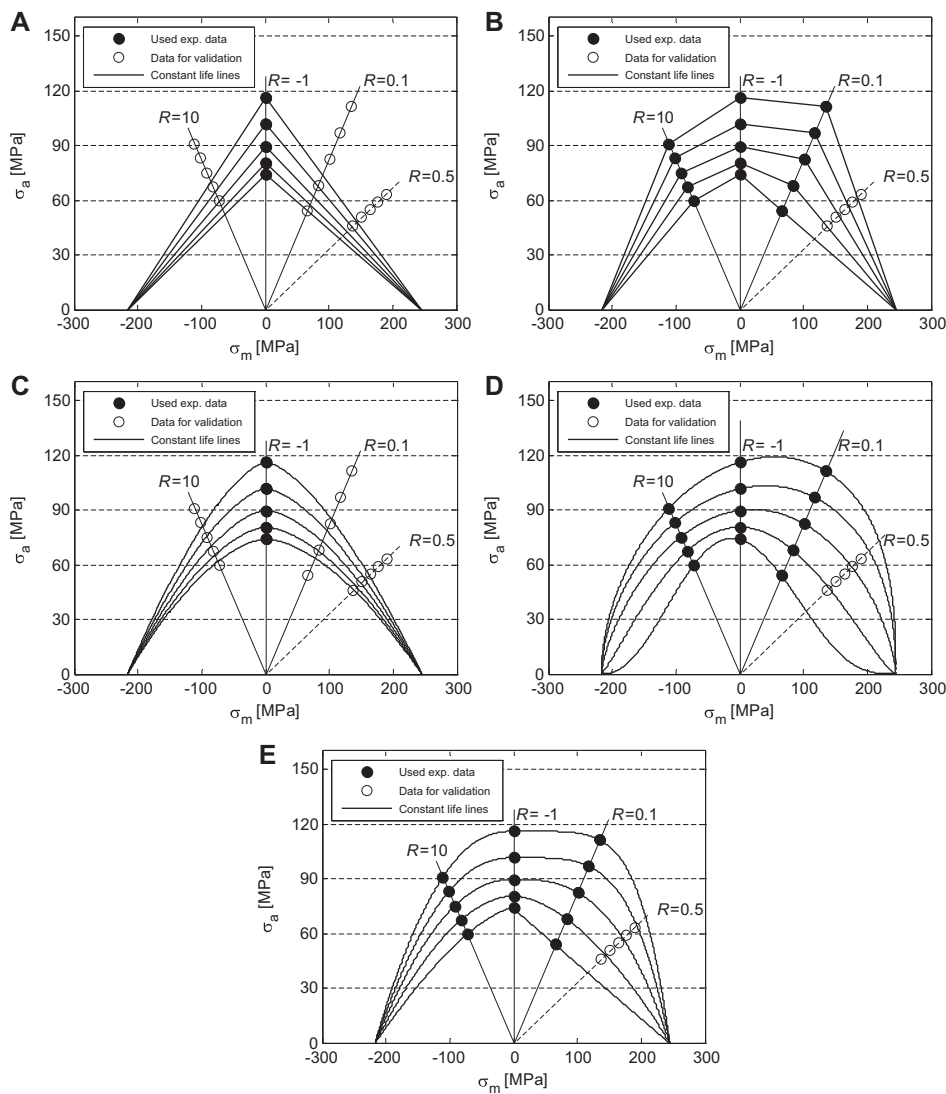 A
150
120
90
60
30
0
σa [MPa]
Used exp. data
Data for validation
Constant life lines
R= -1
R=0.1
R=10
R=0.5
-300 -200 -100 0 100 200 300
σm [MPa]
B
150
120
90
60
30
0
σa [MPa]
Used exp. data
Data for validation
Constant life lines
R= -1
R=0.1
R=10
R=0.5
-300 -200 -100 0 100 200 300
σm [MPa]
C
150
120
90
60
30
0
σa [MPa]
Used exp. data
Data for validation
Constant life lines
R= -1
R=0.1
R=10
R=0.5
-300 -200 -100 0 100 200 300
σm [MPa]
D
150
120
90
60
30
0
σa [MPa]
Used exp. data
Data for validation
Constant life lines
R= -1
R=0.1
R=10
R=0.5
-300 -200 -100 0 100 200 300
σm [MPa]
E
150
120
90
60
30
0
σa [MPa]
Used exp. data
Data for validation
Constant life lines
R= -1
R=0.1
R=10
R=0.5
-300 -200 -100 0 100 200 300
σm [MPa]